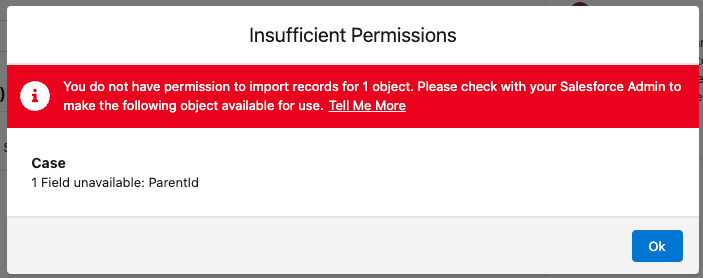 Insufficient Permissions
You do not have permission to import records for 1 object. Please check with your Salesforce Admin to
make the following object available for use. Tell Me More
Case
1 Field unavailable: ParentId
Ok